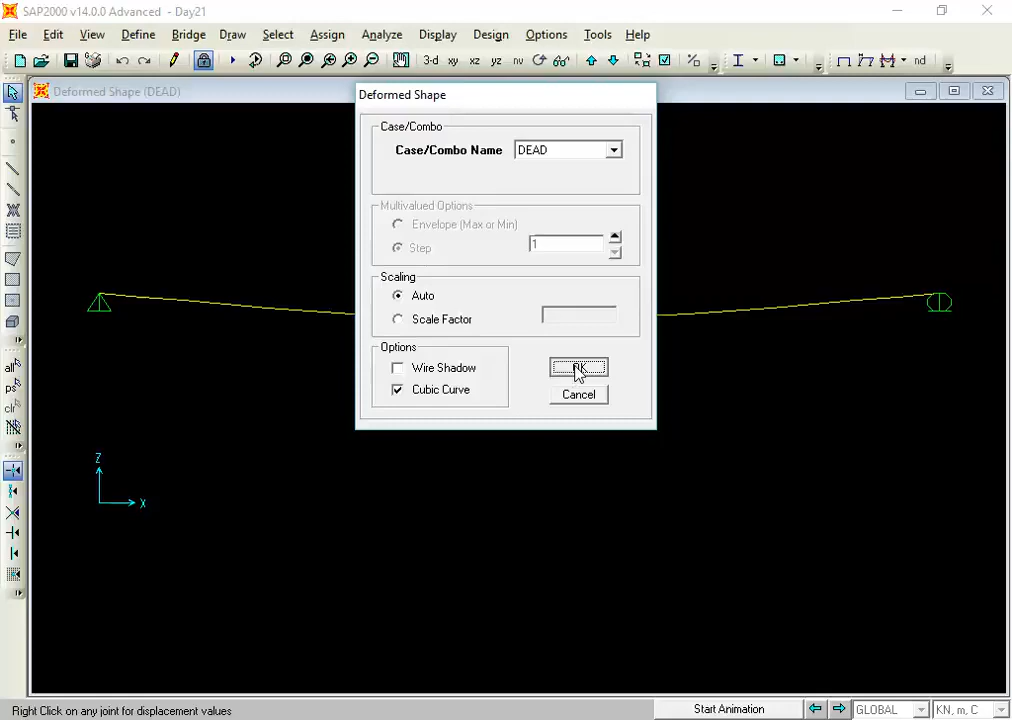 SAP2000 v14.0.0 Advanced - Day21
File Edit View Define Bridge Draw Select Assign Analyze Display Design Options Tools Help
3-d xy xz yz nv nd
Deformed Shape (DEAD)
Deformed Shape
Case/Combo
Case/Combo Name DEAD
Multivalued Options
Envelope (Max or Min)
Step 1
Scaling
Auto
Scale Factor
Options
Wire Shadow
Cubic Curve
OK
Cancel
all
ps
clr
Z
X
Right Click on any joint for displacement values
Start Animation
GLOBAL
KN, m, C